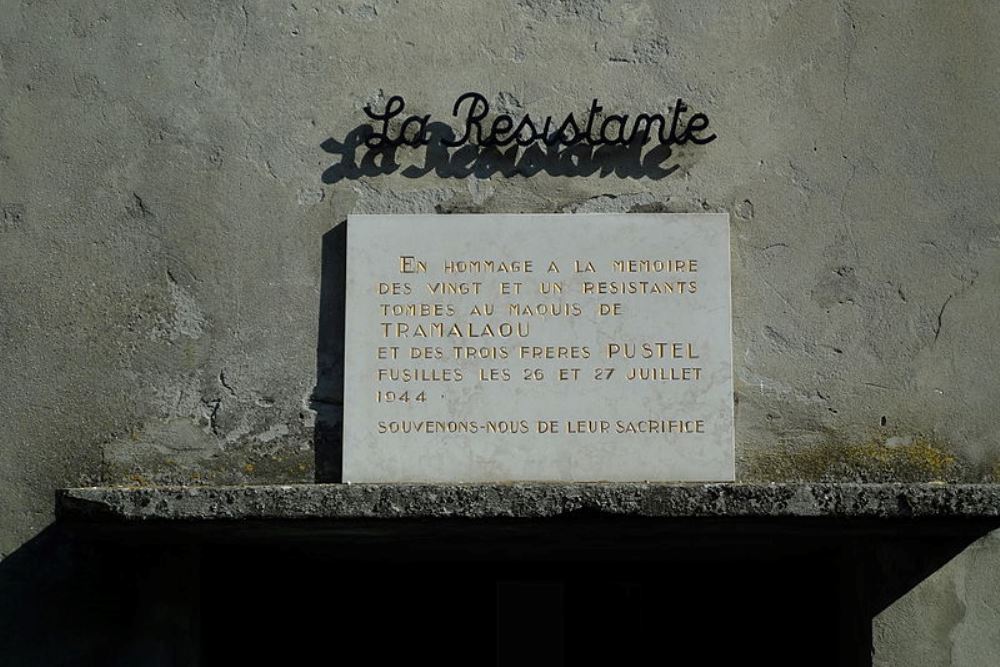 La Resistante
EN HOMMAGE A LA MEMOIRE
DES VINGT ET UN RESISTANTS
TOMBES AU MAQUIS DE
TRAMALAOU
ET DES TROIS FRERES PUSTEL
FUSILLES LES 26 ET 27 JUILLET
1944.
SOUVENONS-NOUS DE LEUR SACRIFICE